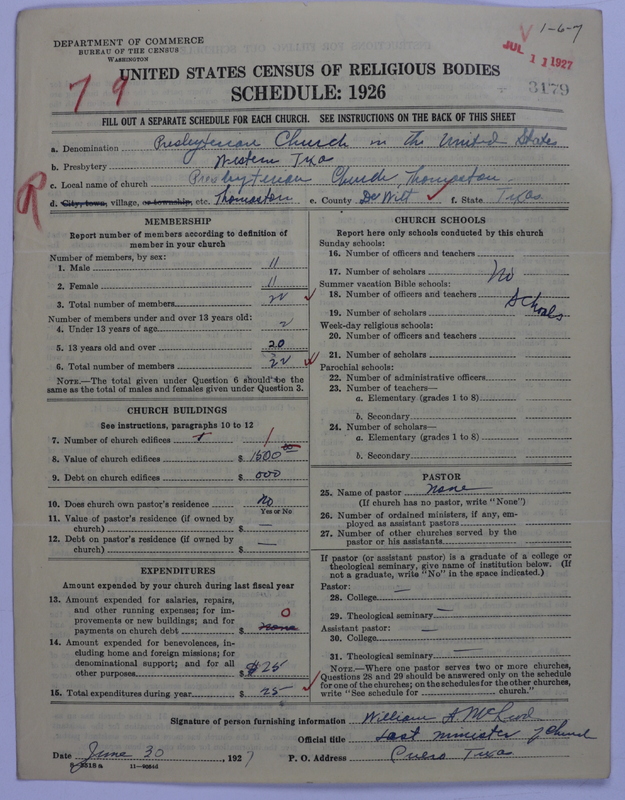 1-6-7
DEPARTMENT OF COMMERCE
BUREAU OF THE CENSUS
WASHINGTON
JUL 11 1927
79
3179
UNITED STATES CENSUS OF RELIGIOUS BODIES
SCHEDULE: 1926
FILL OUT A SEPARATE SCHEDULE FOR EACH CHURCH. SEE INSTRUCTIONS ON THE BACK OF THIS SHEET
a. Denomination Presbyterian Church in the United States
b. Presbytery Western Texa
c. Local name of church Presbyterian Church, Thomaston
R
d. City, town, village, or township, etc. Thomaston e. County De Witt f. State Texas
MEMBERSHIP
Report number of members according to definition of
member in your church
Number of members, by sex:
1. Male 11
2. Female 11
3. Total number of members 22
Number of members under and over 13 years old:
4. Under 13 years of age 2
5. 13 years old and over 20
6. Total number of members 22
NOTE.—The total given under Question 6 should be the
same as the total of males and females given under Question 3.
CHURCH BUILDINGS
See instructions, paragraphs 10 to 12
7. Number of church edifices 1
8. Value of church edifices $ 1500
9. Debt on church edifices $ 000
10. Does church own pastor's residence No
Yes or No
11. Value of pastor's residence (if owned by
church) $ —
12. Debt on pastor's residence (if owned by
church) $ —
EXPENDITURES
Amount expended by your church during last fiscal year
13. Amount expended for salaries, repairs,
and other running expenses; for im-
provements or new buildings; and for
payments on church debt $ none 0
14. Amount expended for benevolences, in-
cluding home and foreign missions; for
denominational support; and for all
other purposes $ $25
15. Total expenditures during year $ 25
CHURCH SCHOOLS
Report here only schools conducted by this church
Sunday schools:
16. Number of officers and teachers
17. Number of scholars No
Summer vacation Bible schools:
18. Number of officers and teachers Schools
19. Number of scholars
Week-day religious schools:
20. Number of officers and teachers
21. Number of scholars
Parochial schools:
22. Number of administrative officers
23. Number of teachers—
a. Elementary (grades 1 to 8)
b. Secondary
24. Number of scholars—
a. Elementary (grades 1 to 8)
b. Secondary
PASTOR
25. Name of pastor none
(If church has no pastor, write "None")
26. Number of ordained ministers, if any, em-
ployed as assistant pastors
27. Number of other churches served by the
pastor or his assistants
If pastor (or assistant pastor) is a graduate of a college or
theological seminary, give name of institution below. (If
not a graduate, write "No" in the space indicated.)
Pastor:
28. College —
29. Theological seminary —
Assistant pastor:
30. College —
31. Theological seminary —
NOTE.—Where one pastor serves two or more churches,
Questions 28 and 29 should be answered only on the schedule
for one of the churches; on the schedules for the other churches,
write "See schedule for church."
Signature of person furnishing information William A McLeod
Official title Last minister of Church
Date June 30, 1927 P. O. Address Cuero Texas